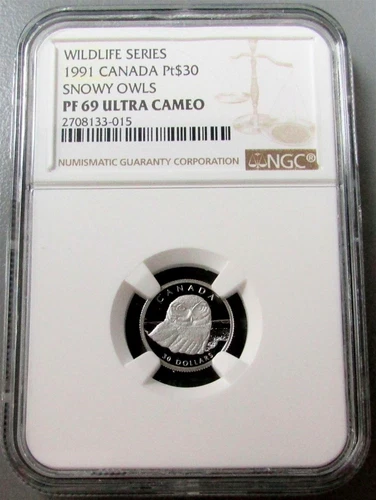 WILDLIFE SERIES
1991 CANADA Pt$30
SNOWY OWLS
PF 69 ULTRA CAMEO
2708133-015
NUMISMATIC GUARANTY CORPORATION
NGC®
CANADA
30 DOLLARS